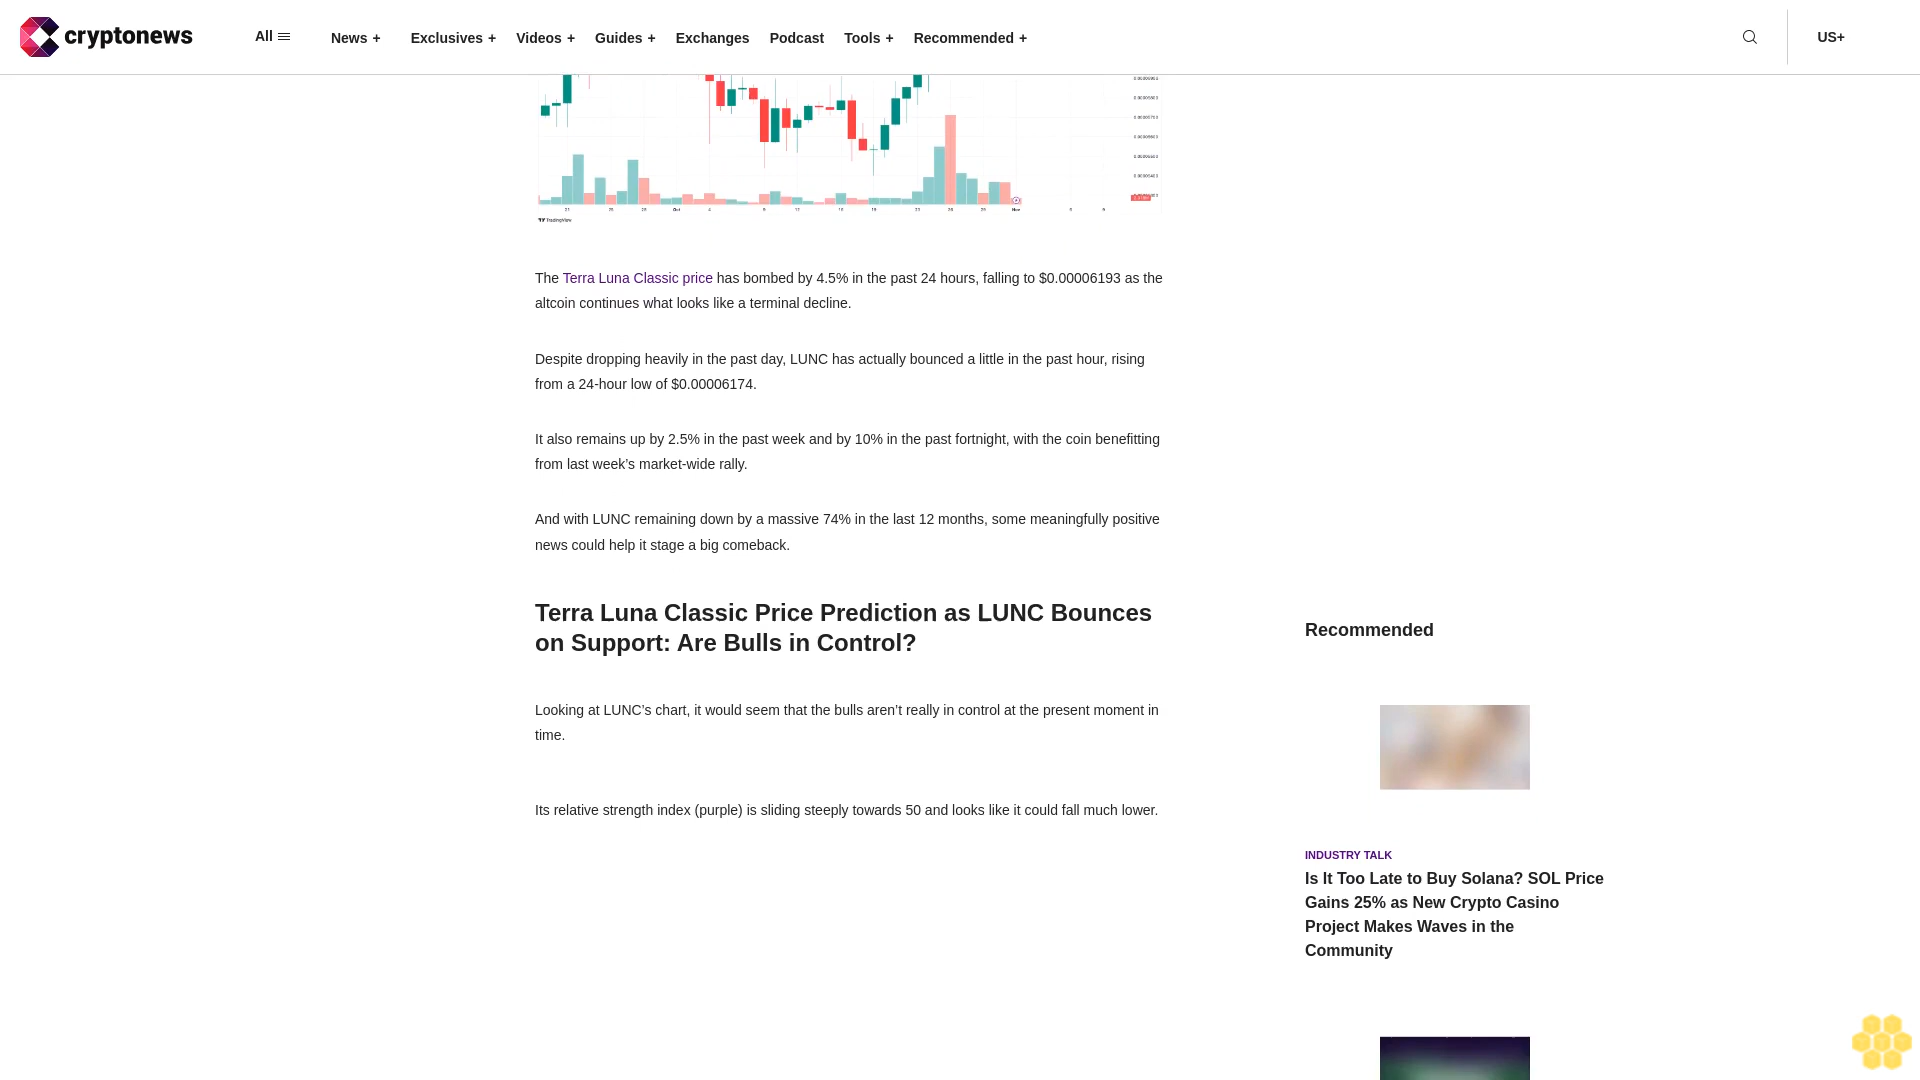 cryptonews
All
News +
Exclusives +
Videos +
Guides +
Exchanges
Podcast
Tools +
Recommended +
US+
TradingView
The Terra Luna Classic price has bombed by 4.5% in the past 24 hours, falling to $0.00006193 as the
altcoin continues what looks like a terminal decline.
Despite dropping heavily in the past day, LUNC has actually bounced a little in the past hour, rising
from a 24-hour low of $0.00006174.
It also remains up by 2.5% in the past week and by 10% in the past fortnight, with the coin benefitting
from last week’s market-wide rally.
And with LUNC remaining down by a massive 74% in the last 12 months, some meaningfully positive
news could help it stage a big comeback.
Terra Luna Classic Price Prediction as LUNC Bounces
on Support: Are Bulls in Control?
Looking at LUNC’s chart, it would seem that the bulls aren’t really in control at the present moment in
time.
Its relative strength index (purple) is sliding steeply towards 50 and looks like it could fall much lower.
Recommended
INDUSTRY TALK
Is It Too Late to Buy Solana? SOL Price
Gains 25% as New Crypto Casino
Project Makes Waves in the
Community